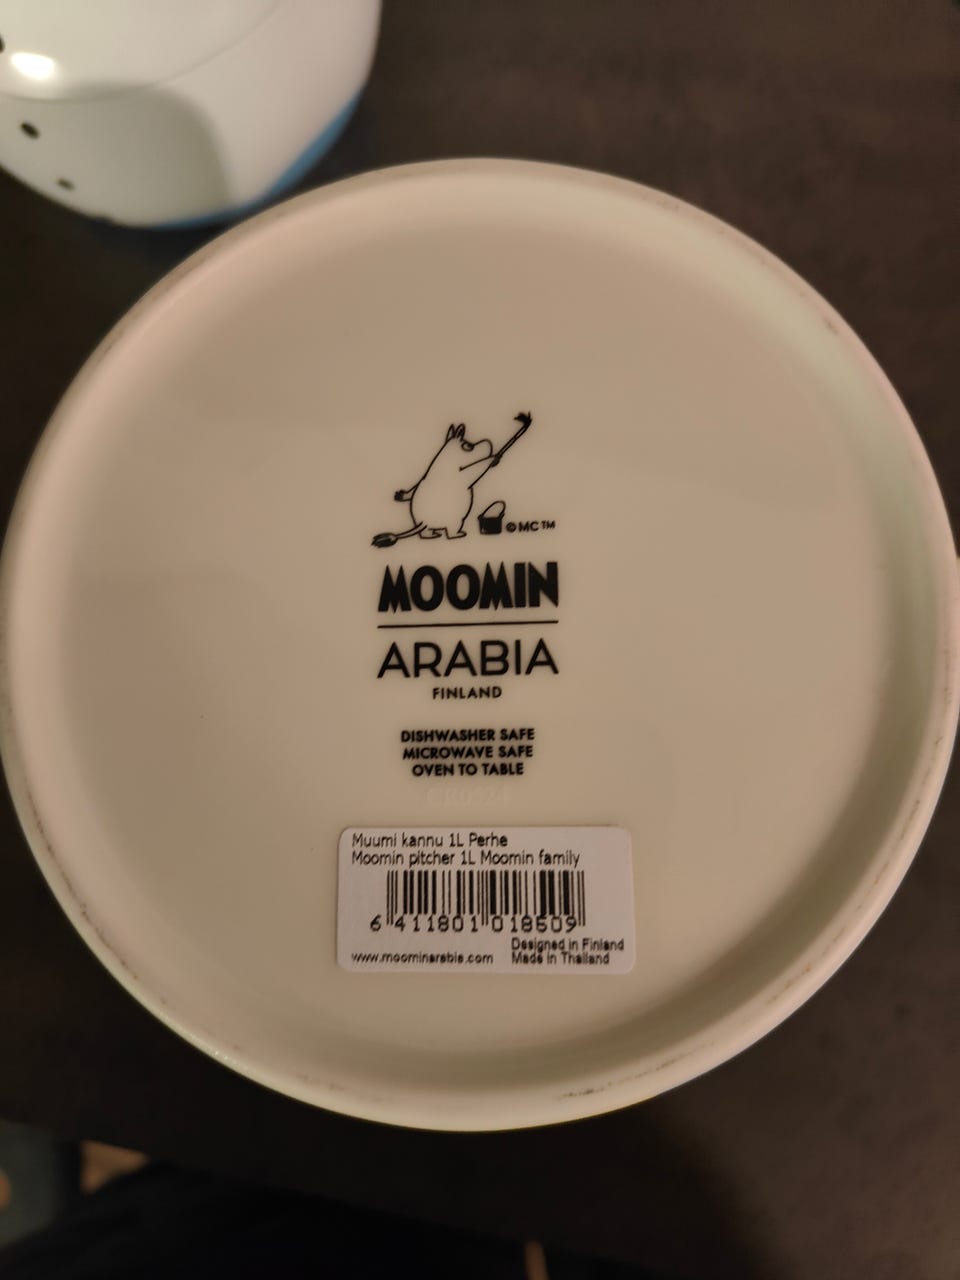 ©MC™
MOOMIN
ARABIA
FINLAND
DISHWASHER SAFE
MICROWAVE SAFE
OVEN TO TABLE
Muumi kannu 1L Perhe
Moomin pitcher 1L Moomin family
6 411801 018509
Designed in Finland
www.moominarabia.com Made in Thailand